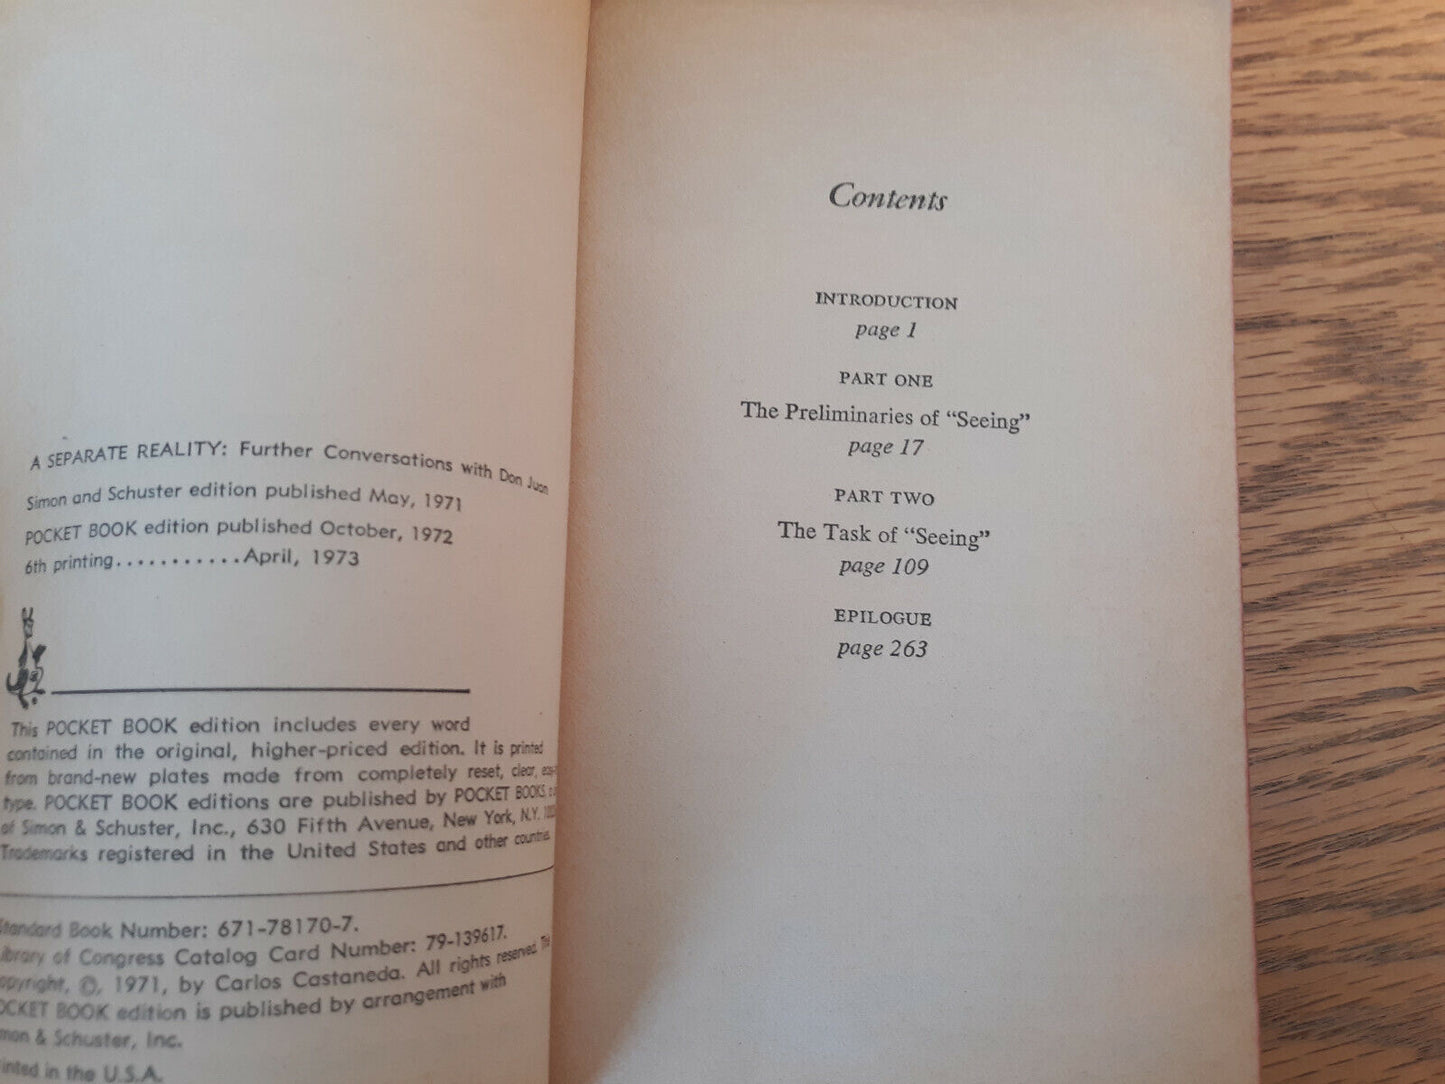 A SEPARATE REALITY: Further Conversations with Don Juan
Simon and Schuster edition published May, 1971
POCKET BOOK edition published October, 1972
6th printing...........April, 1973
This POCKET BOOK edition includes every word
contained in the original, higher-priced edition. It is printed
from brand-new plates made from completely reset, clear,
type. POCKET BOOK editions are published by POCKET BOOKS,
of Simon & Schuster, Inc., 630 Fifth Avenue, New York, N.Y.
Trademarks registered in the United States and other countries.
Standard Book Number: 671-78170-7.
Library of Congress Catalog Card Number: 79-139617.
Copyright, ©, 1971, by Carlos Castaneda. All rights reserved. This
POCKET BOOK edition is published by arrangement with
Simon & Schuster, Inc.
Printed in the U.S.A.
Contents
INTRODUCTION
page 1
PART ONE
The Preliminaries of “Seeing”
page 17
PART TWO
The Task of “Seeing”
page 109
EPILOGUE
page 263